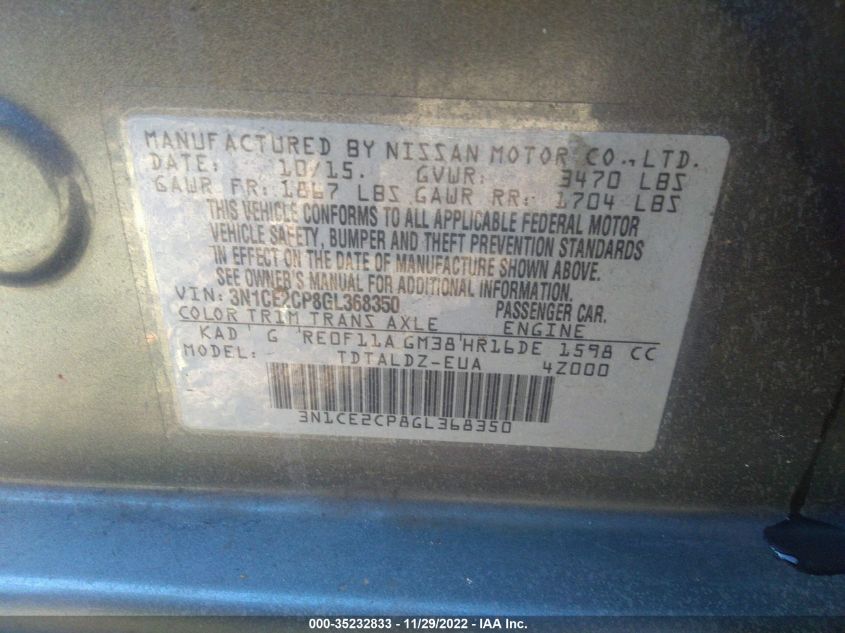 MANUFACTURED BY NISSAN MOTOR CO., LTD.
DATE: 10/15. GVWR: 3470 LBS
GAWR FR: 1867 LBS GAWR RR: 1704 LBS
THIS VEHICLE CONFORMS TO ALL APPLICABLE FEDERAL MOTOR
VEHICLE SAFETY, BUMPER AND THEFT PREVENTION STANDARDS
IN EFFECT ON THE DATE OF MANUFACTURE SHOWN ABOVE.
SEE OWNER'S MANUAL FOR ADDITIONAL INFORMATION.
VIN: 3N1CE2CP8GL368350 PASSENGER CAR.
COLOR TRIM TRANS AXLE ENGINE
KAD ' G 'RE0F11A GM38'HR16DE 1598 CC
MODEL: TDTALDZ-EUA 4Z000
3N1CE2CP8GL368350
000-35232833 - 11/29/2022 - IAA Inc.